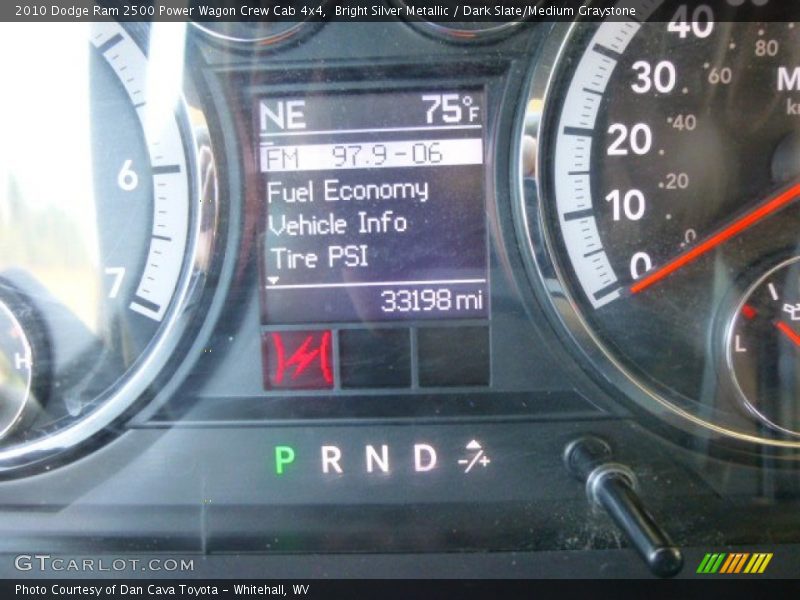 2010 Dodge Ram 2500 Power Wagon Crew Cab 4x4, Bright Silver Metallic / Dark Slate/Medium Graystone
NE 75°F
FM 97.9-06
Fuel Economy
Vehicle Info
Tire PSI
33198 mi
P R N D -/+
6
7
H
40
30
20
10
0
80
60
40
20
0
L
GTCARLOT.COM
Photo Courtesy of Dan Cava Toyota - Whitehall, WV